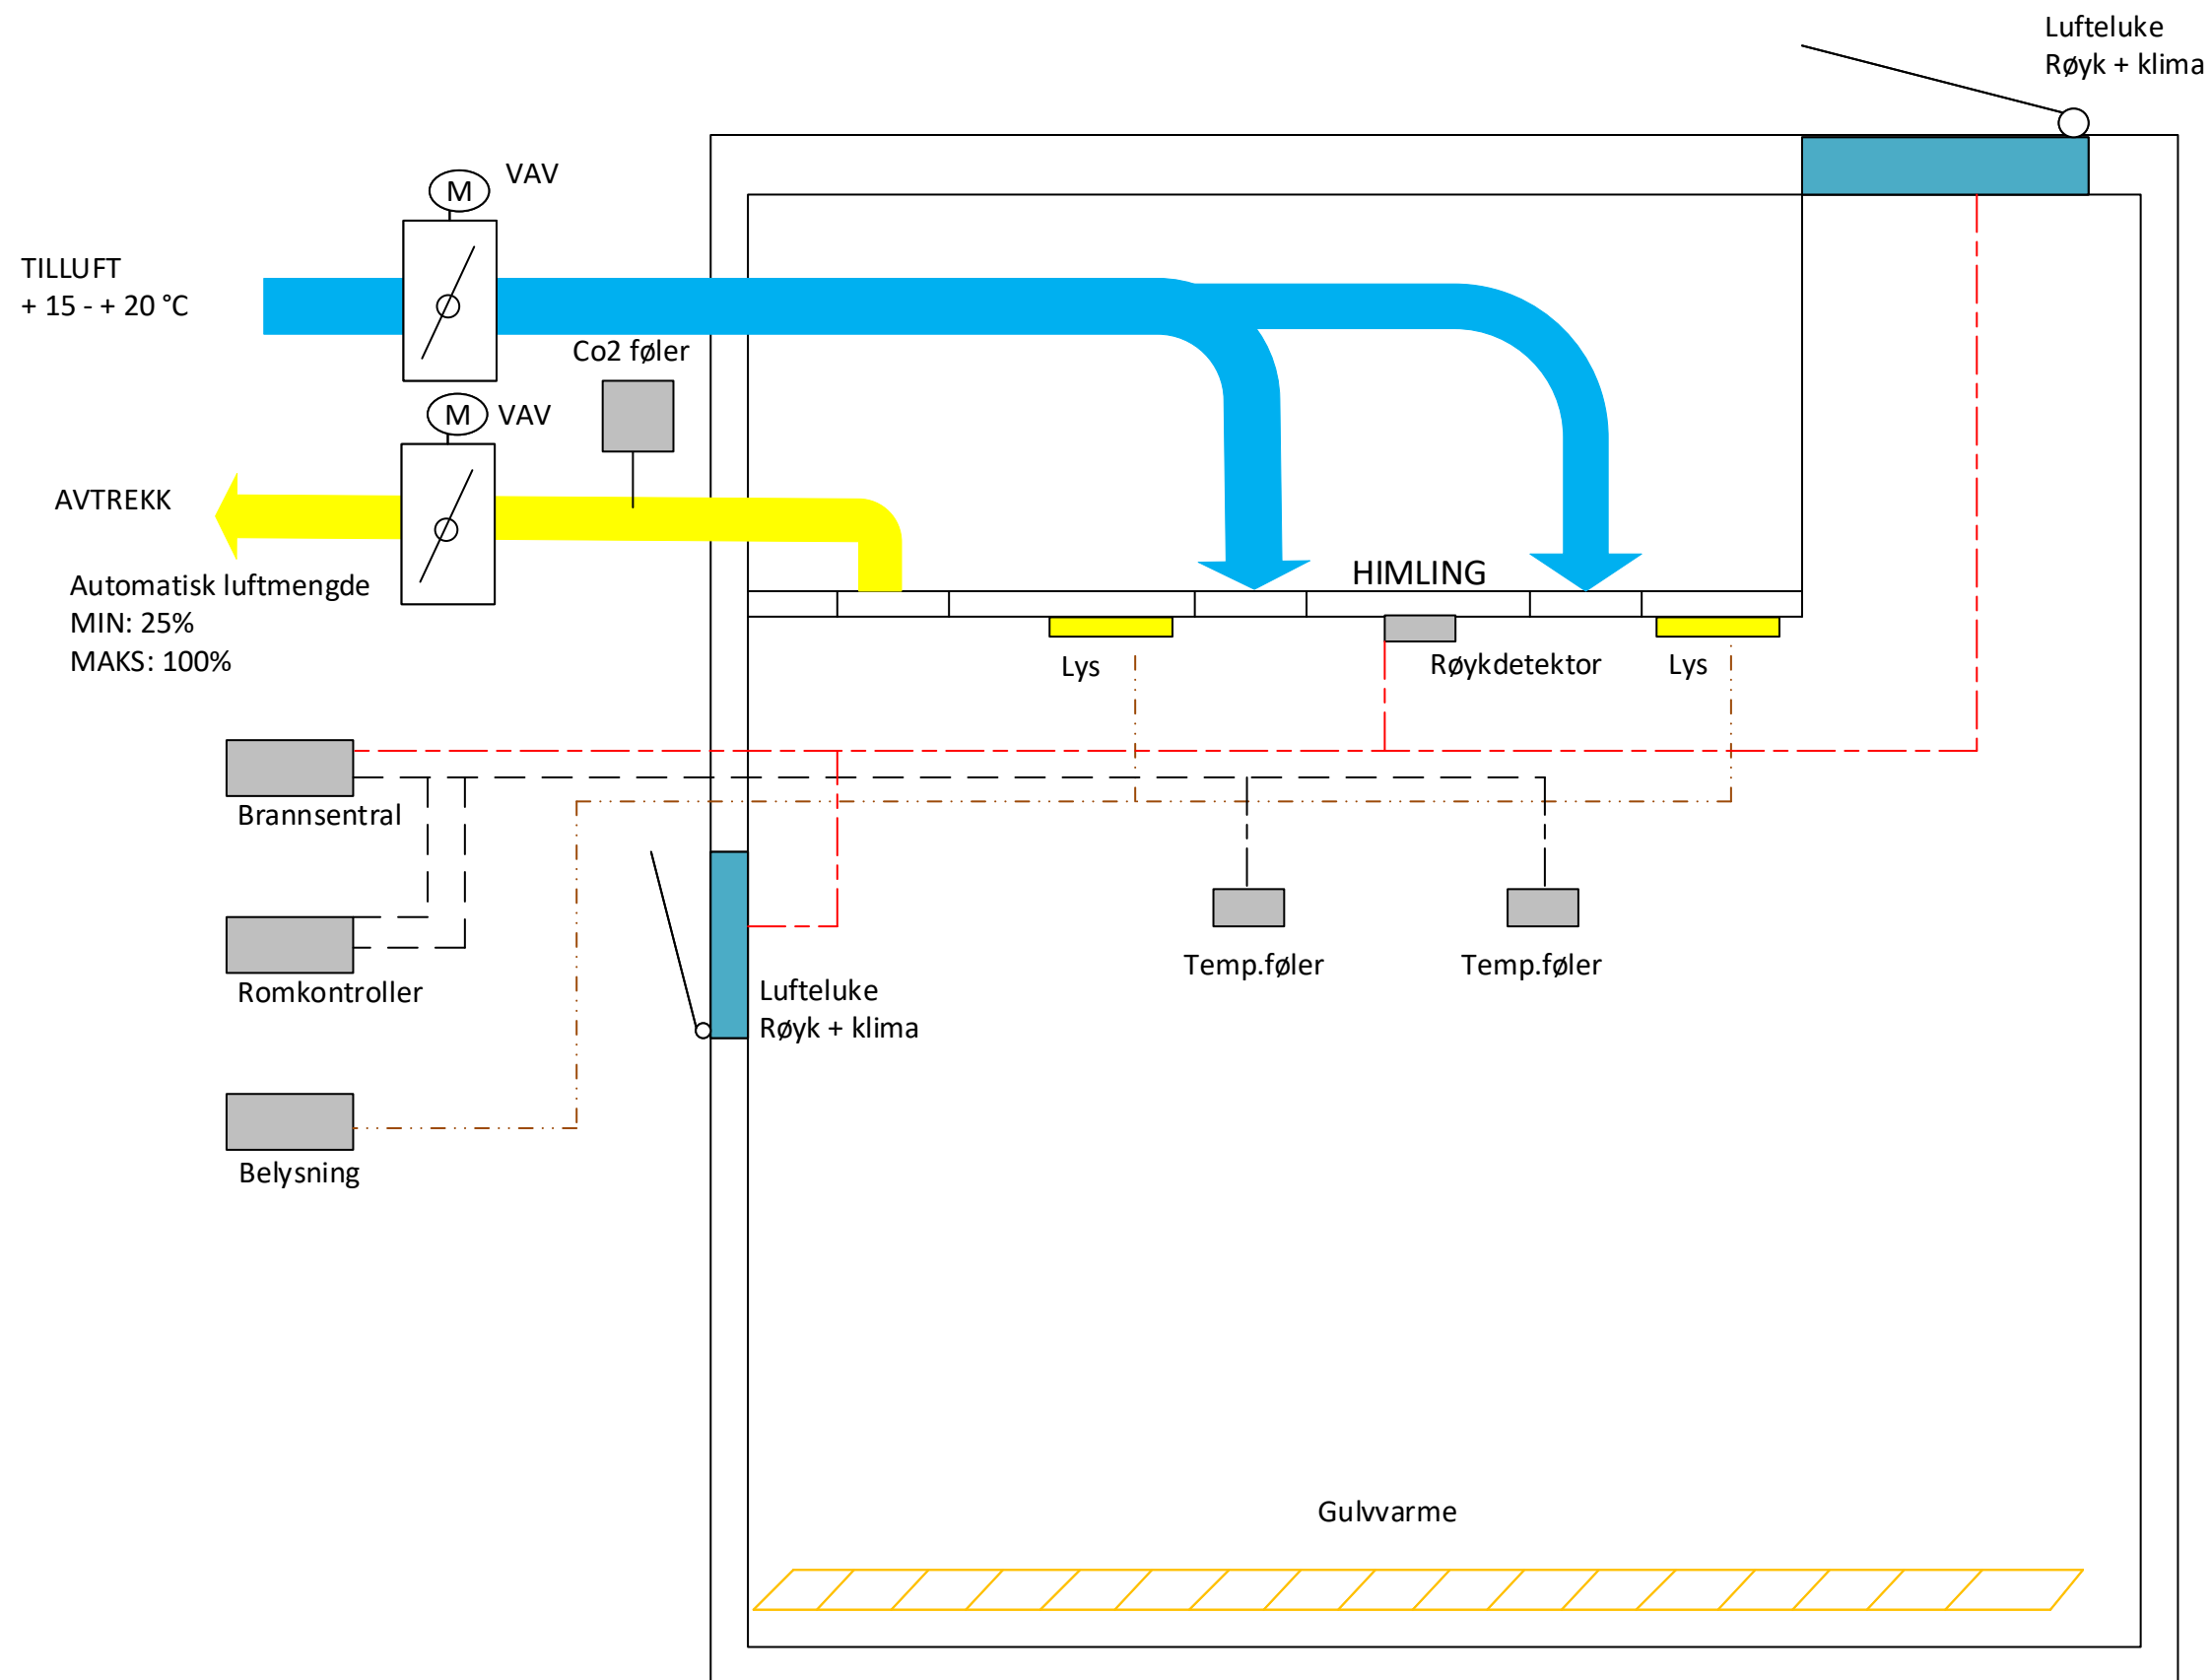 Lufteluke
Røyk + klima
M
VAV
TILLUFT
+ 15 - + 20 °C
Co2 føler
M
VAV
AVTREKK
HIMLING
Automatisk luftmengde
MIN: 25%
MAKS: 100%
Lys
Røykdetektor
Lys
Brannsentral
Temp.føler
Temp.føler
Romkontroller
Lufteluke
Røyk + klima
Belysning
Gulvvarme